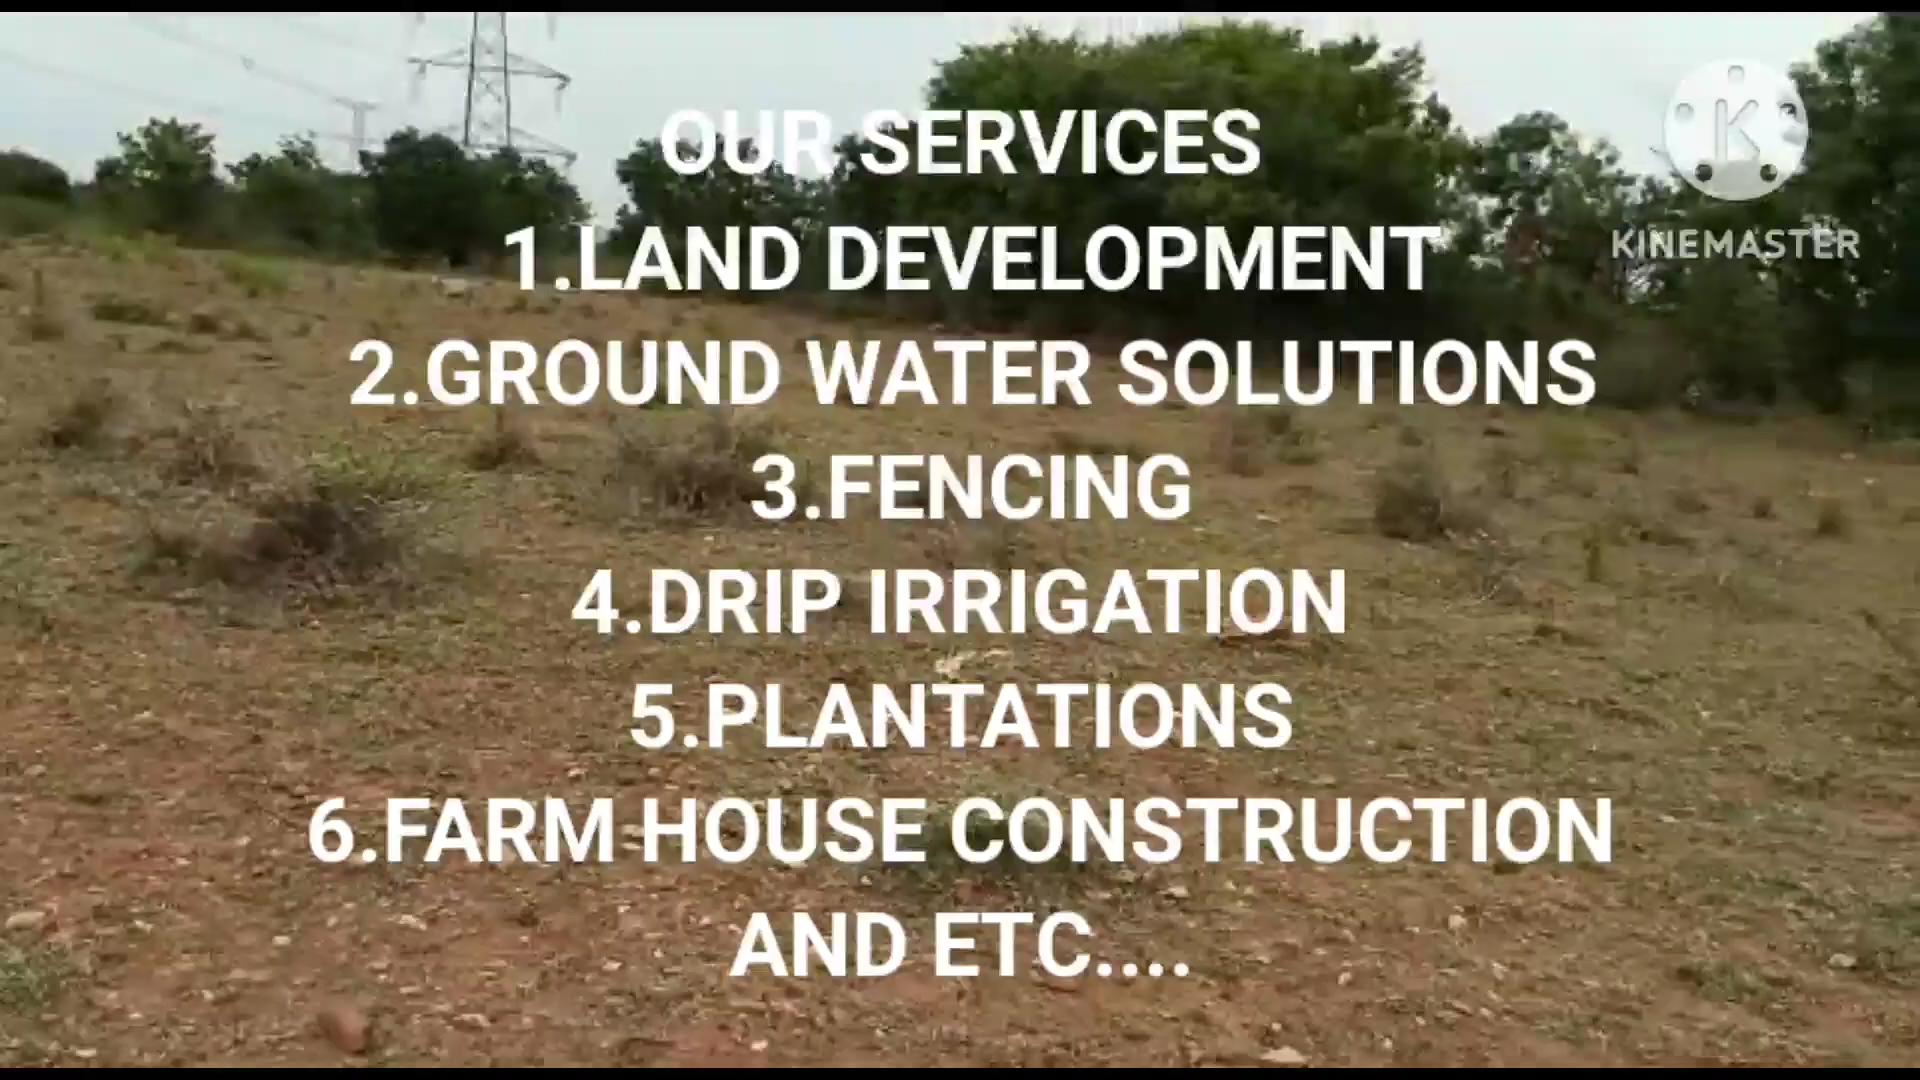 OUR SERVICES
1.LAND DEVELOPMENT
2.GROUND WATER SOLUTIONS
3.FENCING
4.DRIP IRRIGATION
5.PLANTATIONS
6.FARM HOUSE CONSTRUCTION
AND ETC....
K
KINEMASTER